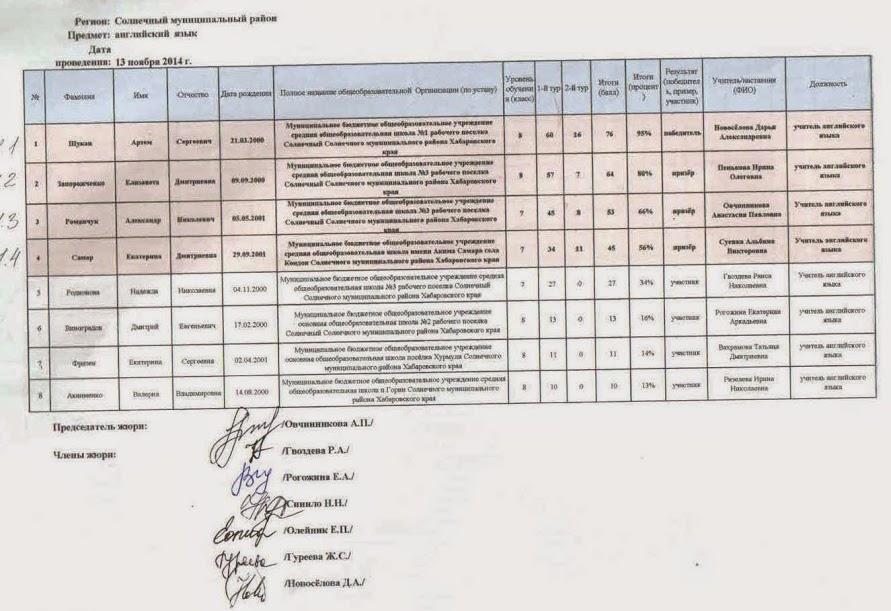 Регион: Солнечный муниципальный район
Предмет: английский язык
Дата
проведения: 13 ноября 2014 г.
№ Фамилия Имя Отчество Дата рождения Полное название общеобразовательной Организации (по уставу) Уровень обучения (класс) 1-й тур 2-й тур Итоги (балл) Итоги (процент) Результат (победитель, призер, участник) Учитель/наставник (ФИО) Должность
1 Артем Сергеевич 21.03.2000 Муниципальное бюджетное общеобразовательное учреждение средняя общеобразовательная школа №1 рабочего поселка Солнечный Солнечного муниципального района Хабаровского края 8 60 16 76 95% победитель Новосёлова Дарья Александровна учитель английского языка
2 Запорожченко Елизавета Дмитриевна 09.09.2000 Муниципальное бюджетное общеобразовательное учреждение средняя общеобразовательная школа №3 рабочего поселка Солнечный Солнечного муниципального района Хабаровского края 8 57 7 64 80% призёр Пенькова Ирина Олеговна учитель английского языка
3 Романчук Александр Николаевич 05.05.2001 Муниципальное бюджетное общеобразовательное учреждение средняя общеобразовательная школа №3 рабочего поселка Солнечный Солнечного муниципального района Хабаровского края 7 45 8 53 66% призёр Овчинникова Анастасия Павловна Учитель английского языка
4 Самар Екатерина Дмитриевна 29.09.2001 Муниципальное бюджетное общеобразовательное учреждение средняя общеобразовательная школа имени Акима Самара села Кондон Солнечного муниципального района Хабаровского края 7 34 11 45 56% призёр Суевка Альбина Викторовна Учитель английского языка
5 Родионова Надежда Николаевна 04.11.2000 Муниципальное бюджетное общеобразовательное учреждение средняя общеобразовательная школа №3 рабочего поселка Солнечный Солнечного муниципального района Хабаровского края 7 27 0 27 34% участник Гвоздева Раиса Николаевна Учитель английского языка
6 Виноградов Дмитрий Евгеньевич 17.02.2000 Муниципальное бюджетное общеобразовательное учреждение основная общеобразовательная школа №2 рабочего поселка Солнечный Солнечного муниципального района Хабаровского края 8 13 0 13 16% участник Рогожина Екатерина Аркадьевна Учитель английского языка
7 Фризен Екатерина Сергеевна 02.04.2001 Муниципальное бюджетное общеобразовательное учреждение основная общеобразовательная школа посёлка Хурмули Солнечного муниципального района Хабаровского края 8 11 0 11 14% участник Вахрамова Татьяна Дмитриевна учитель английского языка
8 Акименко Валерия Владимировна 14.08.2000 Муниципальное бюджетное общеобразовательное учреждение средняя общеобразовательная школа п.Горин Солнечного муниципального района Хабаровского края 8 10 0 10 13% участник Ирина Николаевна учитель английского языка
Председатель жюри: /Овчинникова А.П./
Члены жюри: /Гвоздева Р.А./
/Рогожина Е.А./
/Синило Н.Н./
/Олейник Е.П./
/Гуреева Ж.С./
/Новосёлова Д.А./